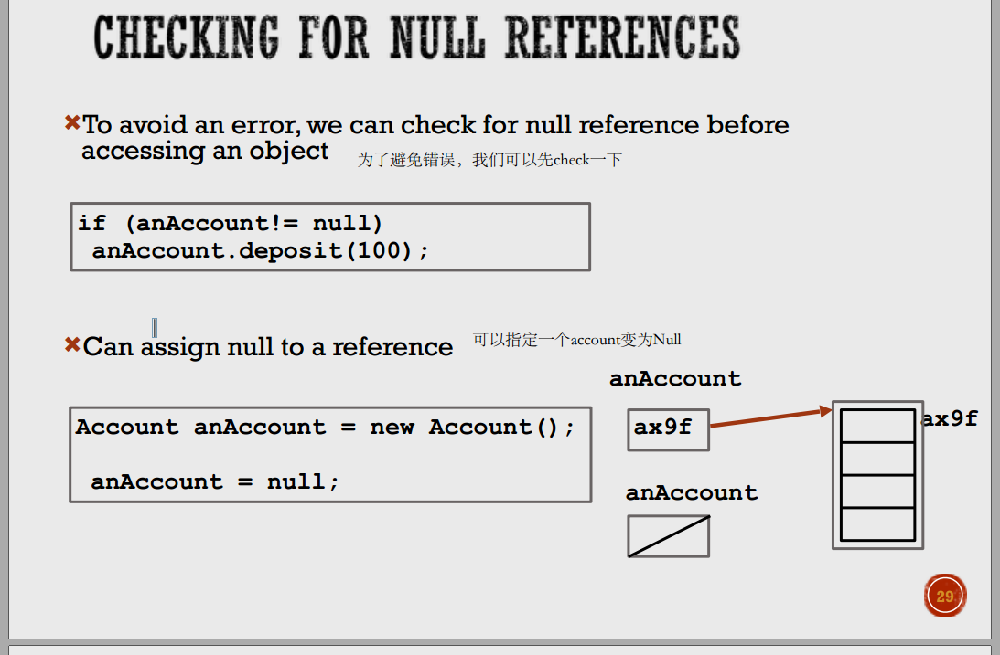 CHECKING FOR NULL REFERENCES
To avoid an error, we can check for null reference before
accessing an object
为了避免错误，我们可以先check一下
if (anAccount!= null)
anAccount.deposit(100);
Can assign null to a reference
可以指定一个account变为Null
anAccount
Account anAccount = new Account();
ax9f
ax9f
anAccount = null;
anAccount
29